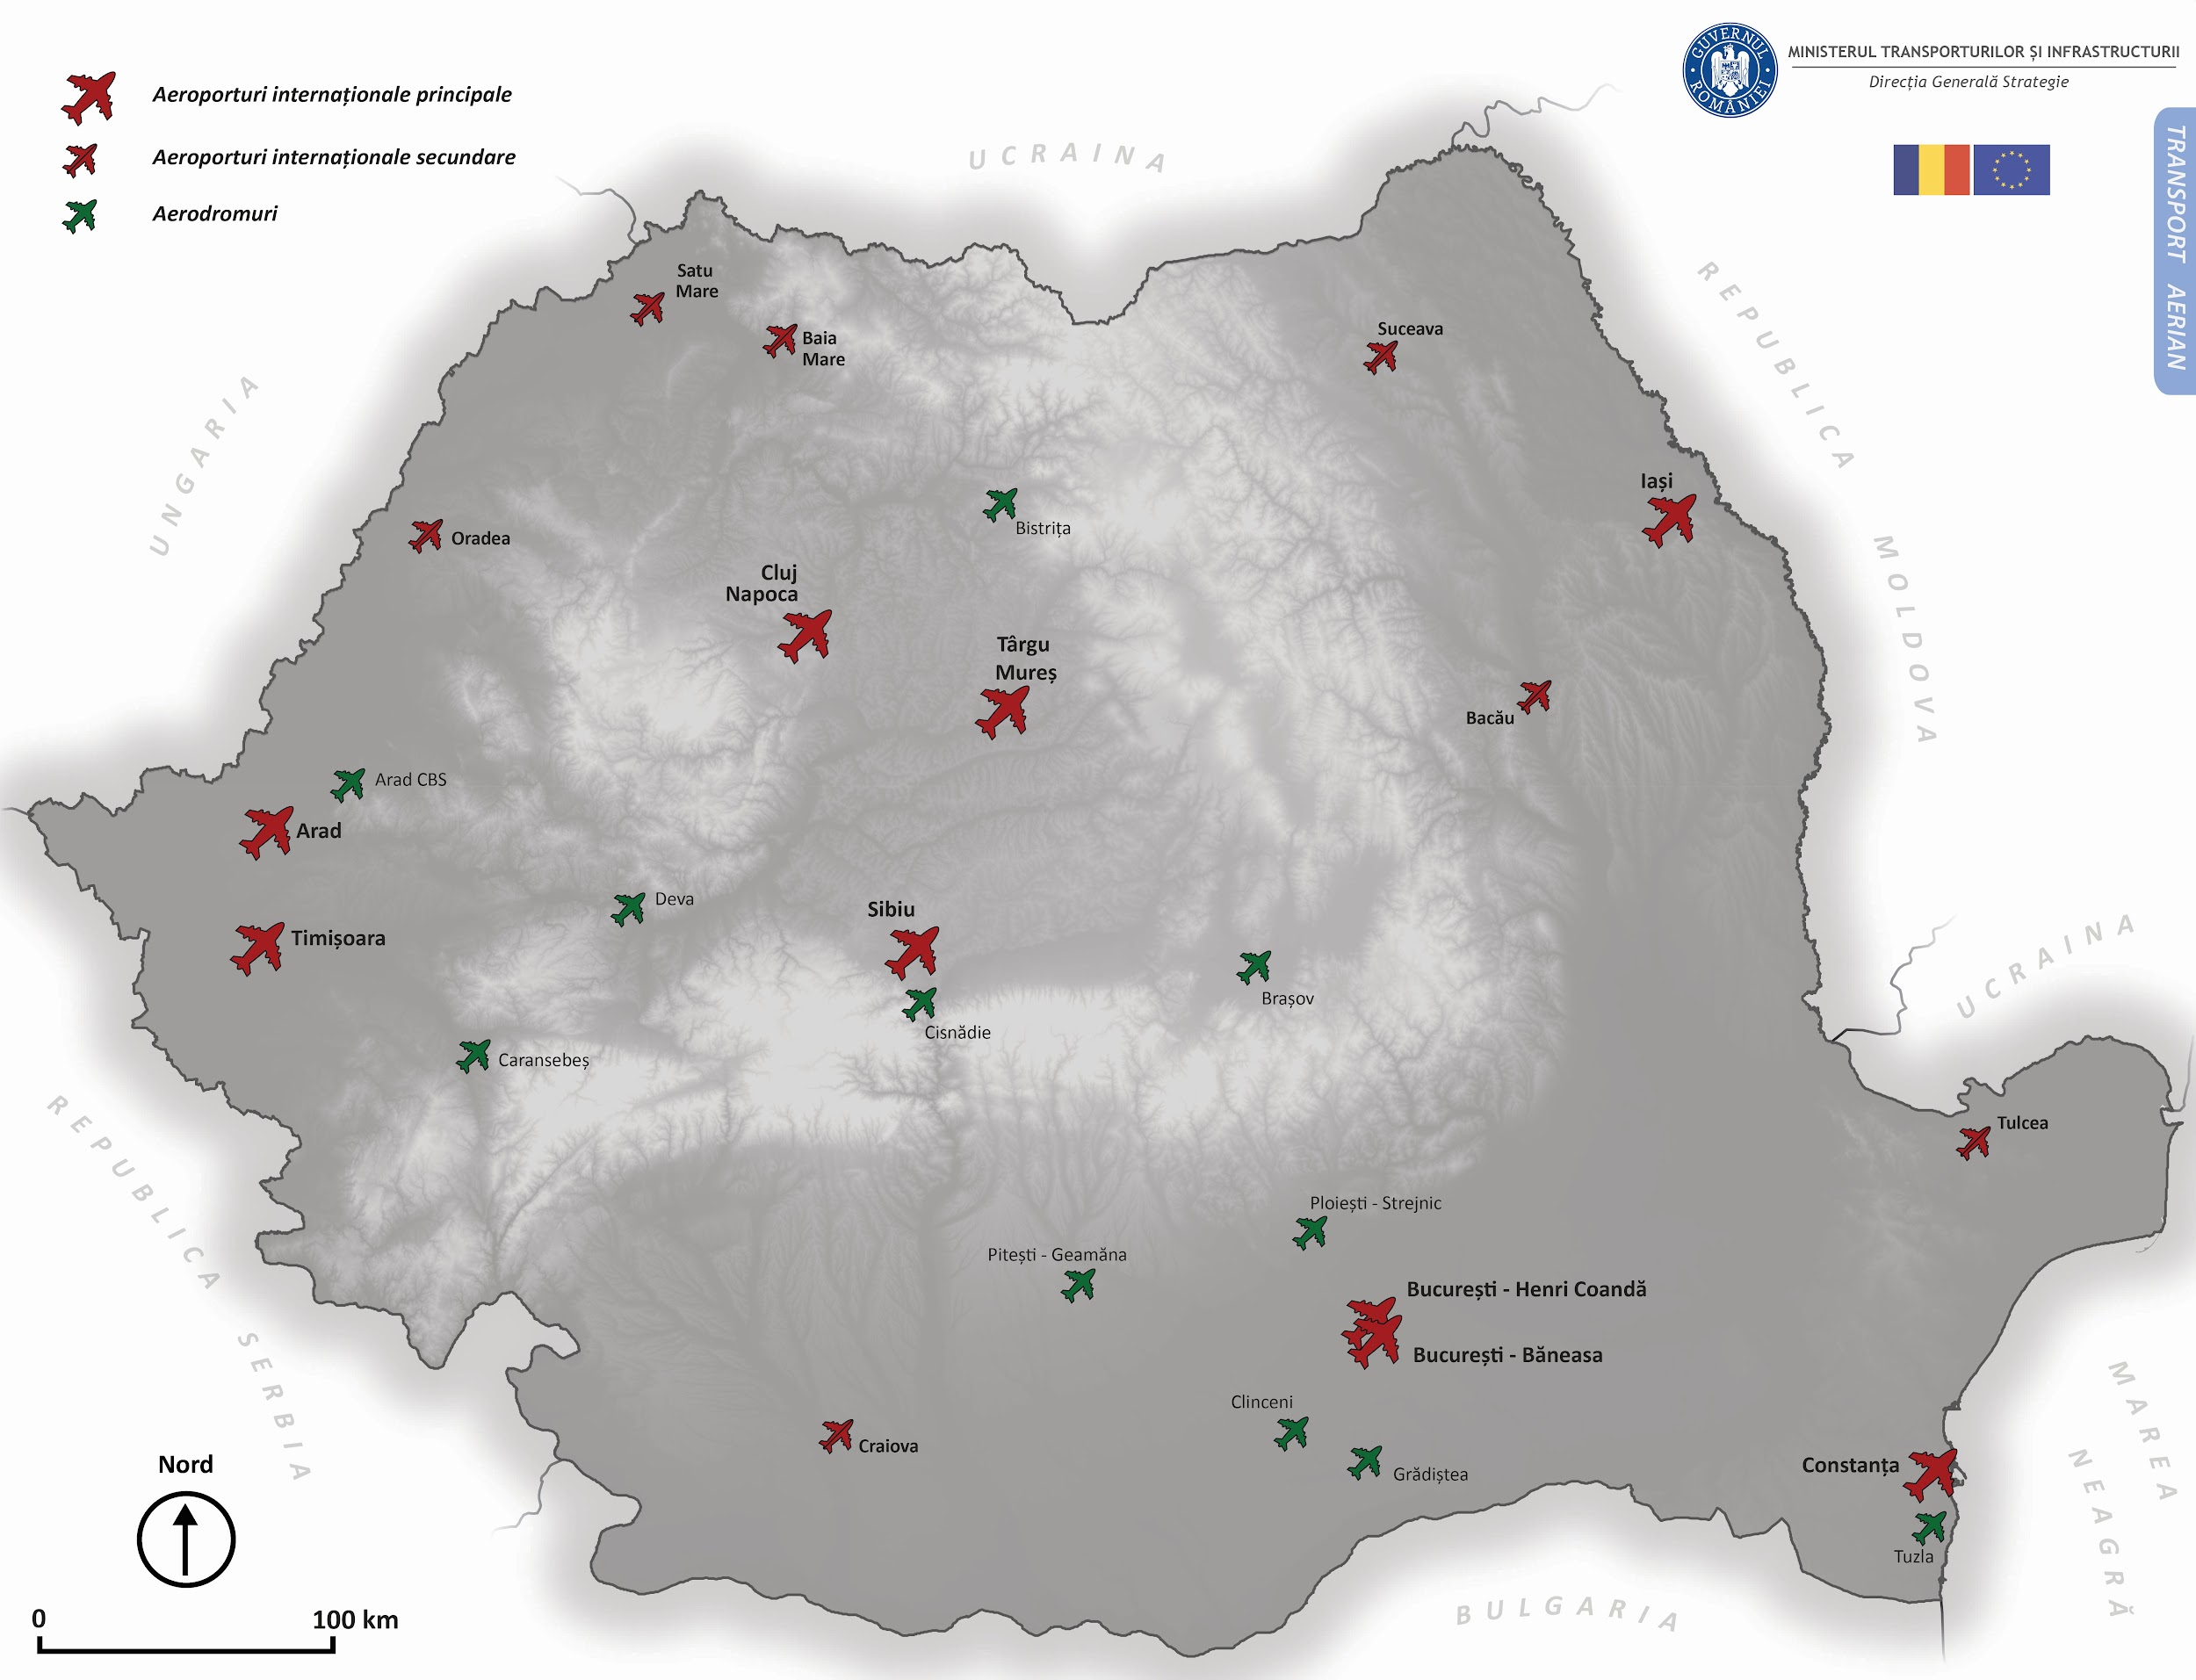 Aeroporturi internaționale principale
Aeroporturi internaționale secundare
Aerodromuri
GUVERNUL ROMÂNIEI
MINISTERUL TRANSPORTURILOR ȘI INFRASTRUCTURII
Direcția Generală Strategie
TRANSPORT AERIAN
UCRAINA
REPUBLICA MOLDOVA
UNGARIA
Satu
Mare
Baia
Mare
Suceava
Iași
Oradea
Bistrița
Cluj
Napoca
Târgu
Mureș
Bacău
Arad CBS
Arad
Deva
Sibiu
Timișoara
Brașov
Cisnădie
Caransebeș
UCRAINA
REPUBLICA SERBIA
Tulcea
Ploiești - Strejnic
Pitești - Geamăna
București - Henri Coandă
București - Băneasa
Clinceni
Craiova
Grădiștea
Constanța
Tuzla
MAREA
NEAGRĂ
BULGARIA
Nord
0 100 km